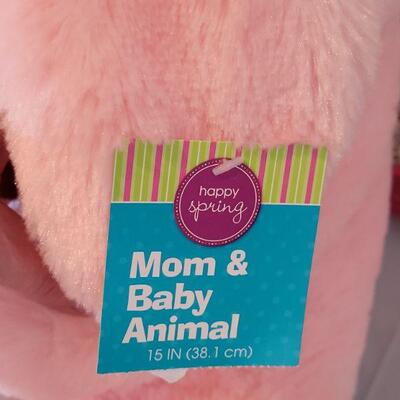 happy
spring
Mom &
Baby
Animal
15 IN (38.1 cm)